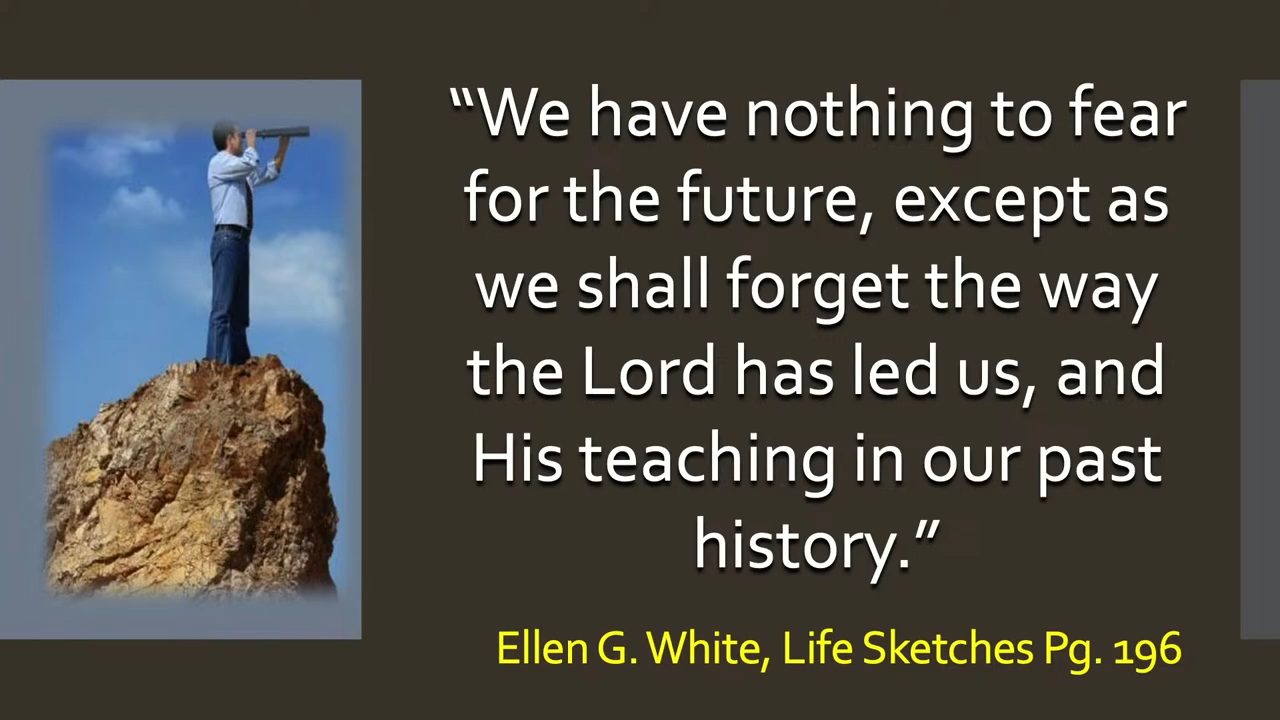 “We have nothing to fear
for the future, except as
we shall forget the way
the Lord has led us, and
His teaching in our past
history.”
Ellen G. White, Life Sketches Pg. 196